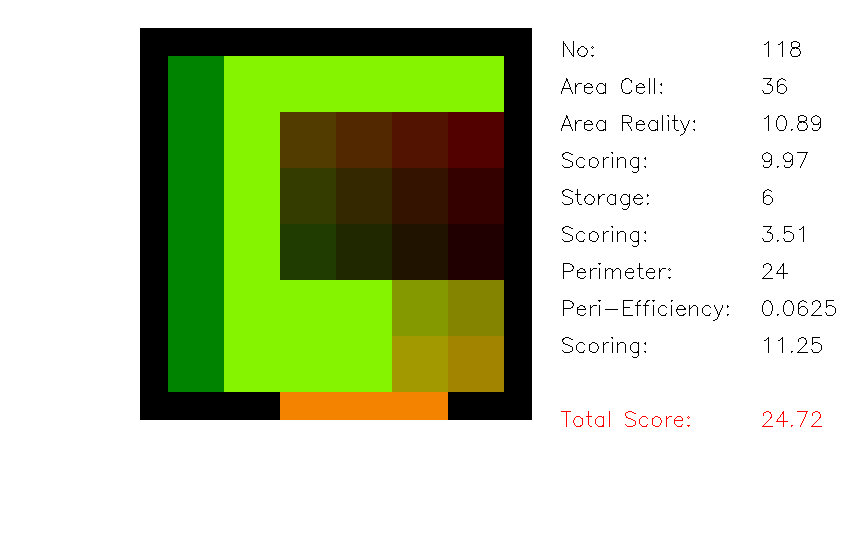 No: 118
Area Cell: 36
Area Reality: 10.89
Scoring: 9.97
Storage: 6
Scoring: 3.51
Perimeter: 24
Peri-Efficiency: 0.0625
Scoring: 11.25
Total Score: 24.72